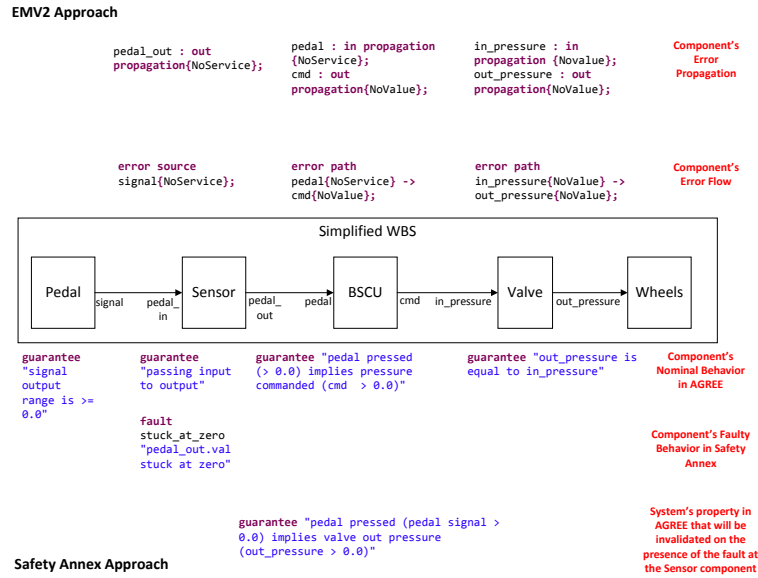 EMV2 Approach
pedal_out : out
propagation{NoService};
pedal : in propagation
{NoService};
cmd : out
propagation{NoValue};
in_pressure : in
propagation {Novalue};
out_pressure : out
propagation{NoValue};
Component's
Error
Propagation
error source
signal{NoService};
error path
pedal{NoService} ->
cmd{NoValue};
error path
in_pressure{NoValue} ->
out_pressure{NoValue};
Component's
Error Flow
Simplified WBS
Pedal
signal
pedal_
in
Sensor
pedal_
out
pedal
BSCU
cmd
in_pressure
Valve
out_pressure
Wheels
guarantee
"signal
output
range is >=
0.0"
guarantee
"passing input
to output"
guarantee "pedal pressed
(> 0.0) implies pressure
commanded (cmd > 0.0)"
guarantee "out_pressure is
equal to in_pressure"
Component's
Nominal Behavior
in AGREE
fault
stuck_at_zero
"pedal_out.val
stuck at zero"
Component's Faulty
Behavior in Safety
Annex
guarantee "pedal pressed (pedal signal >
0.0) implies valve out pressure
(out_pressure > 0.0)"
System's property in
AGREE that will be
invalidated on the
presence of the fault at
the Sensor component
Safety Annex Approach